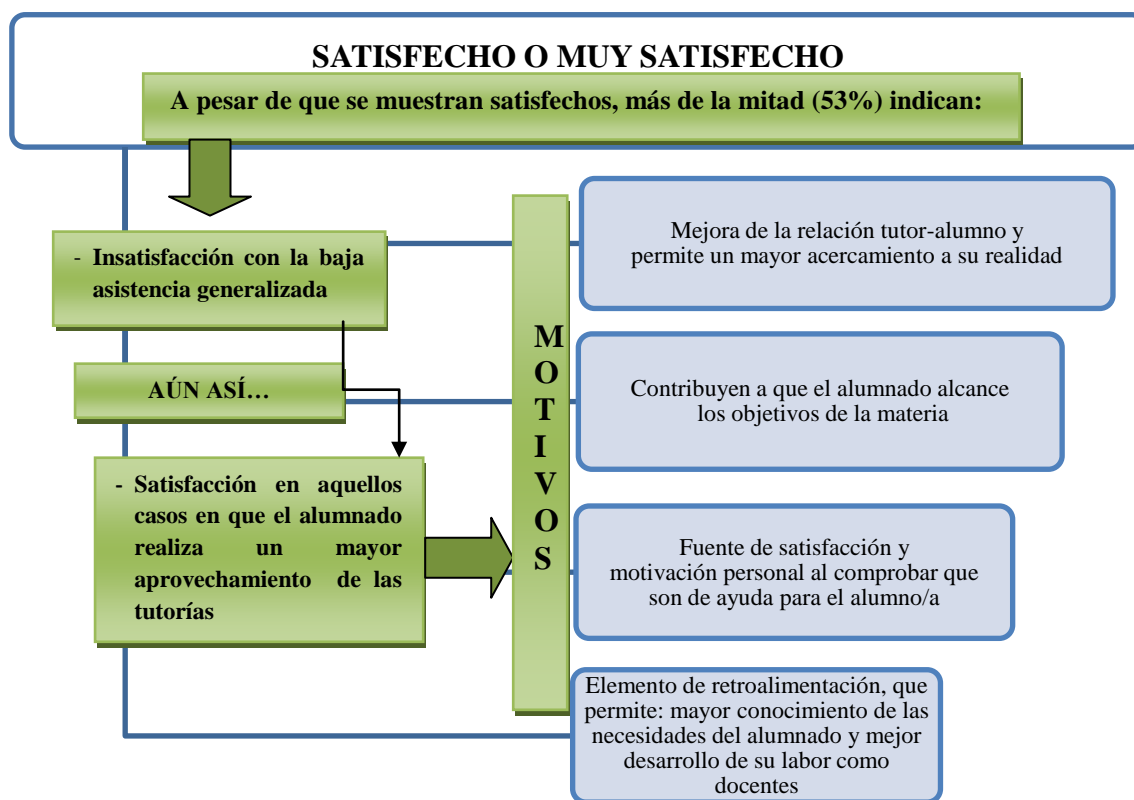 SATISFECHO O MUY SATISFECHO
A pesar de que se muestran satisfechos, más de la mitad (53%) indican:
- Insatisfacción con la baja
asistencia generalizada
AÚN ASÍ...
- Satisfacción en aquellos
casos en que el alumnado
realiza un mayor
aprovechamiento de las
tutorías
M
O
T
I
V
O
S
Mejora de la relación tutor-alumno y
permite un mayor acercamiento a su realidad
Contribuyen a que el alumnado alcance
los objetivos de la materia
Fuente de satisfacción y
motivación personal al comprobar que
son de ayuda para el alumno/a
Elemento de retroalimentación, que
permite: mayor conocimiento de las
necesidades del alumnado y mejor
desarrollo de su labor como
docentes